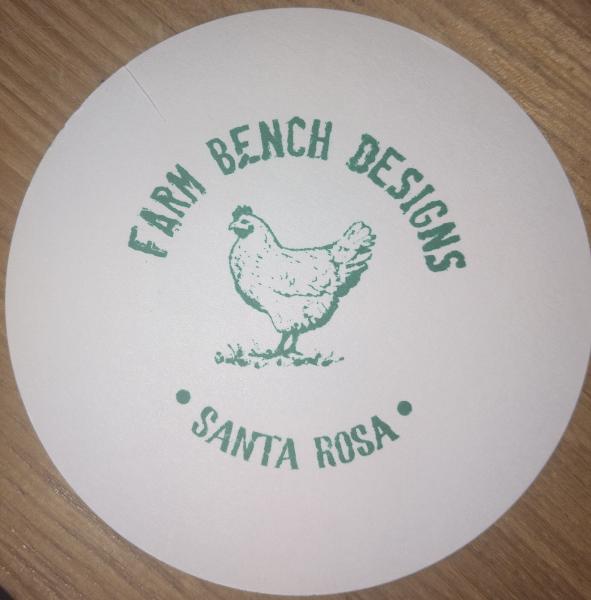 FARM BENCH DESIGNS
• SANTA ROSA •